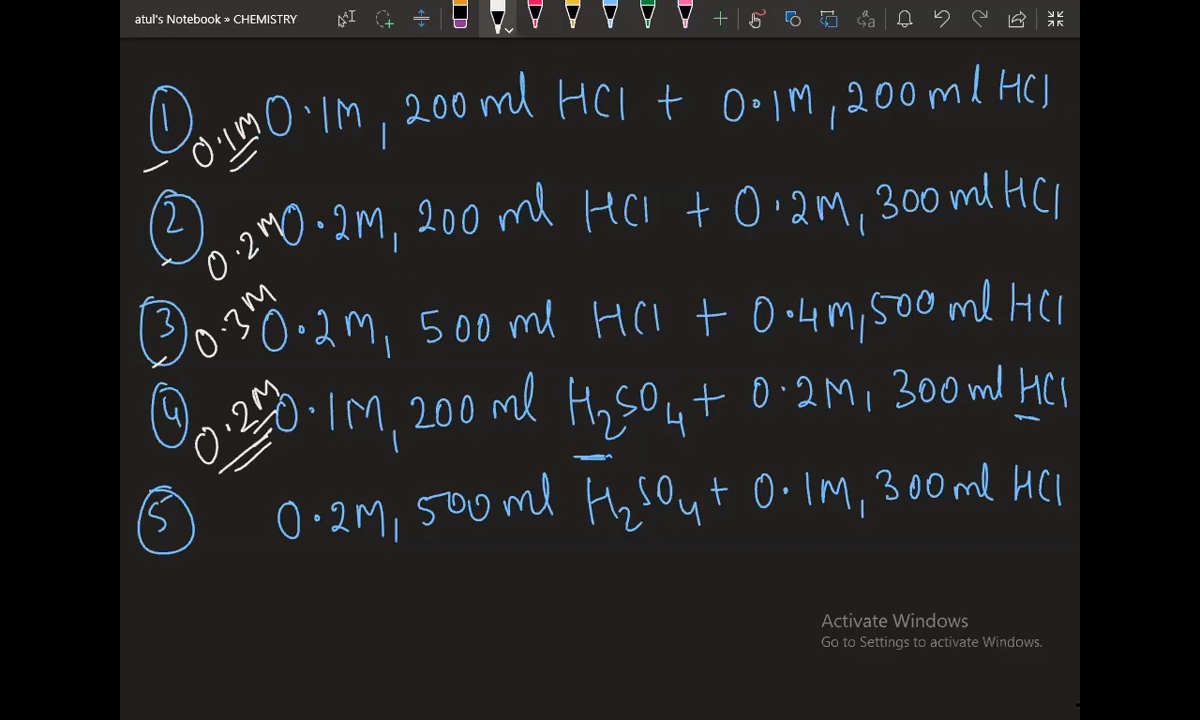 atul's Notebook » CHEMISTRY
1 0.1M 0.1M, 200 ml HCl + 0.1M, 200 ml HCl
2 0.2M 0.2M, 200 ml HCl + 0.2M, 300 ml HCl
3 0.3M 0.2M, 500 ml HCl + 0.4M, 500 ml HCl
4 0.2M 0.1M, 200 ml H₂SO₄ + 0.2M, 300 ml HCl
5 0.2M, 500 ml H₂SO₄ + 0.1M, 300 ml HCl
Activate Windows
Go to Settings to activate Windows.